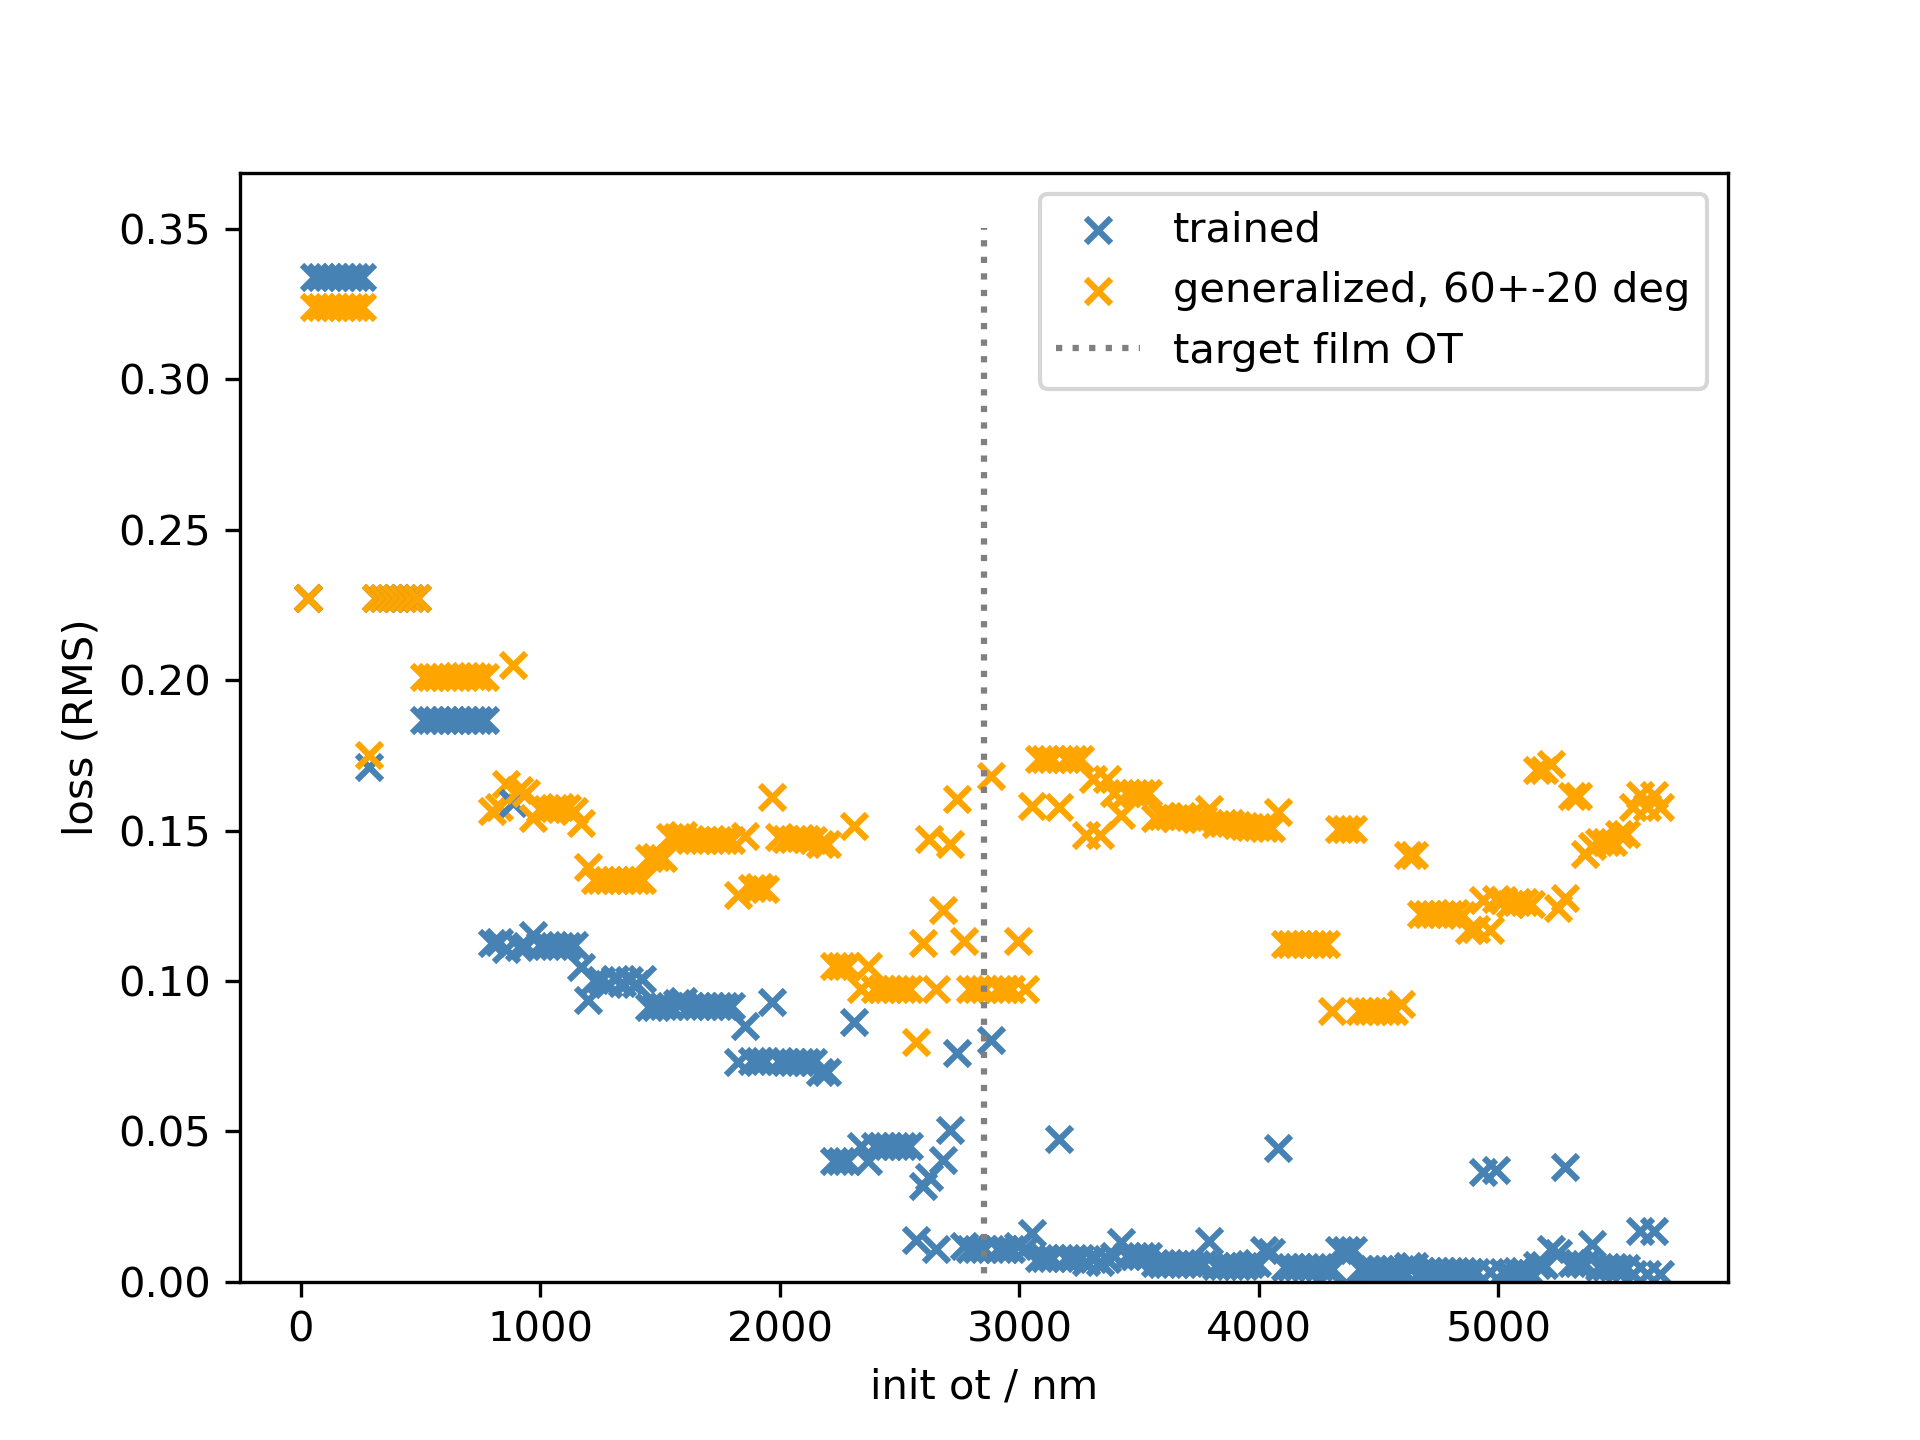 trained
generalized, 60+-20 deg
target film OT
0.35
0.30
0.25
0.20
0.15
0.10
0.05
0.00
loss (RMS)
0 1000 2000 3000 4000 5000
init ot / nm